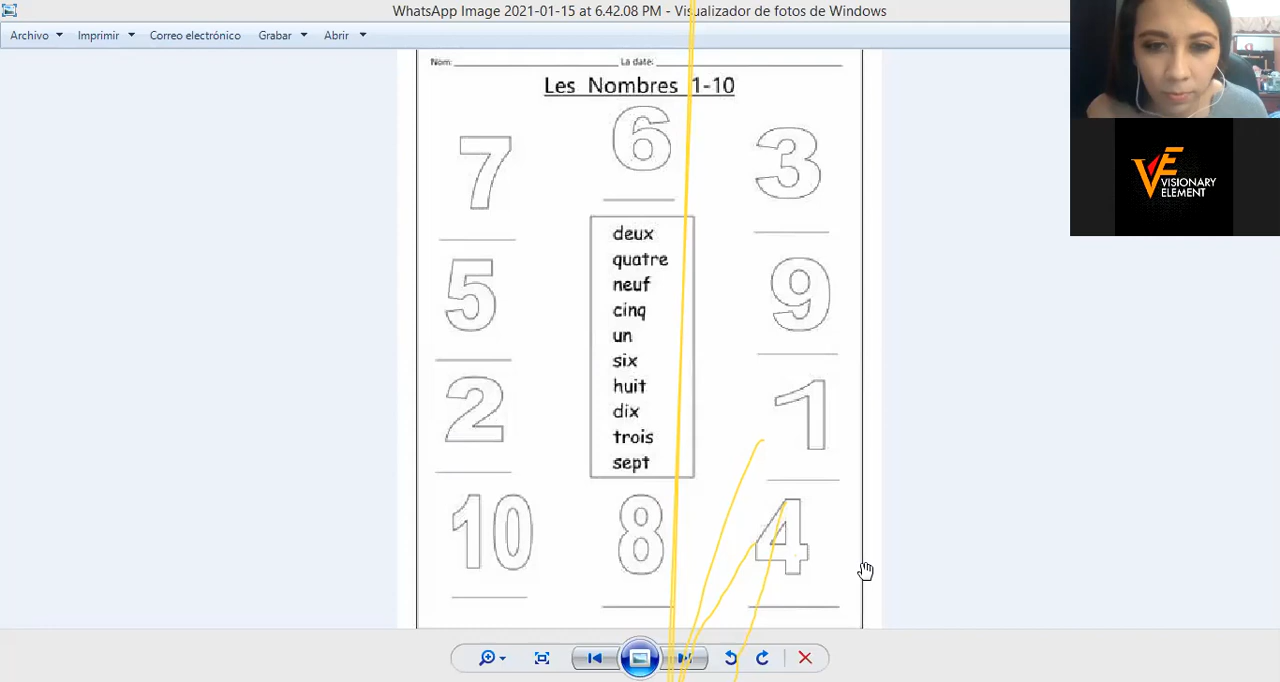 WhatsApp Image 2021-01-15 at 6.42.08 PM - Visualizador de fotos de Windows
Archivo Imprimir Correo electrónico Grabar Abrir
Nom: La date:
Les Nombres 1-10
7 6 3
5 9
2 1
10 8 4
deux
quatre
neuf
cinq
un
six
huit
dix
trois
sept
VE
VISIONARY
ELEMENT